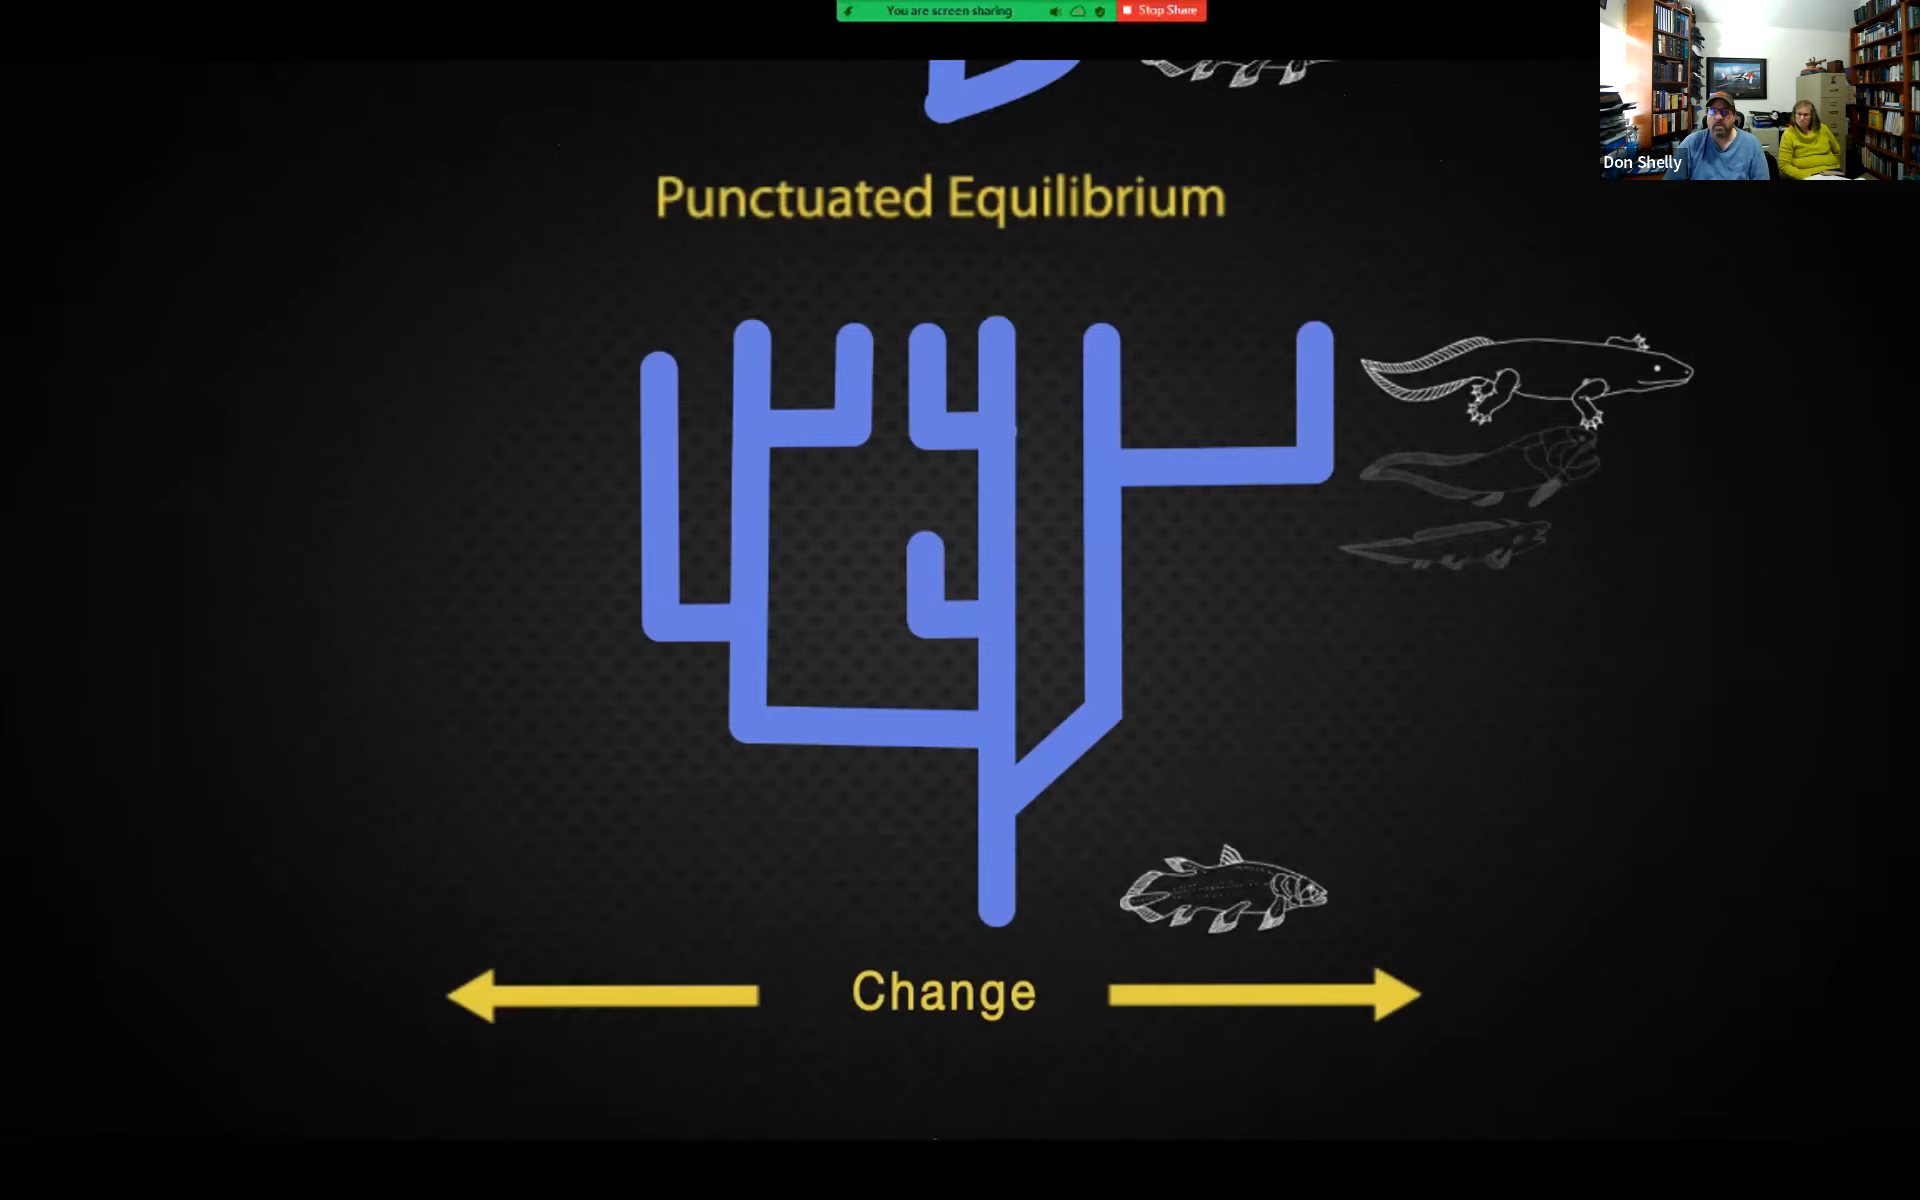 You are screen sharing
Stop Share
Don Shelly
Punctuated Equilibrium
Change